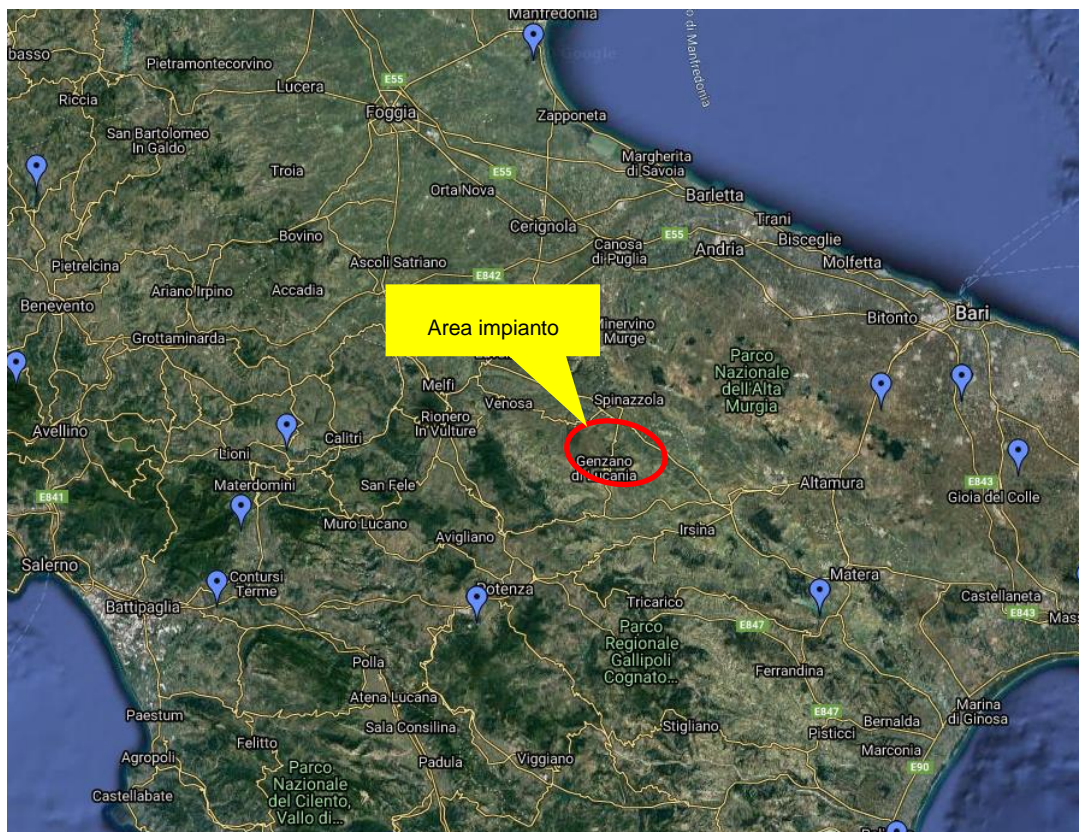 Manfredonia
Google
basso
Pietramontecorvino
E55
Lucera
Riccia
Foggia
Zapponeta
San Bartolomeo
In Galdo
o di Manfredonia
Margherita
di Savoia
Troia
E55
Orta Nova
Barletta
Trani
Cerignola
Bisceglie
Bovino
E55
Canosa
di Puglia
Andria
Molfetta
Pietrelcina
Ascoli Satriano
E842
Ariano Irpino
Accadia
Benevento
Bari
Bitonto
Area impianto
Minervino
Murge
Grottaminarda
Parco
Nazionale
dell'Alta
Murgia
Melfi
Venosa
Spinazzola
Rionero
In Vulture
Avellino
Calitri
Lioni
Genzano
di Lucania
E843
Gioia del Colle
Altamura
Materdomini
San Fele
E841
Muro Lucano
Irsina
Avigliano
Salerno
Contursi
Terme
Potenza
Matera
Castellaneta
Battipaglia
Tricarico
E843
Mass
E847
Parco
Regionale
Gallipoli
Cognato...
Polla
Ferrandina
Atena Lucana
Marina
di Ginosa
Paestum
Sala Consilina
Stigliano
E847
Bernalda
Pisticci
Felitto
Marconia
Agropoli
Padula
Viggiano
E90
Parco
Nazionale
del Cilento,
Vallo di...
Castellabate